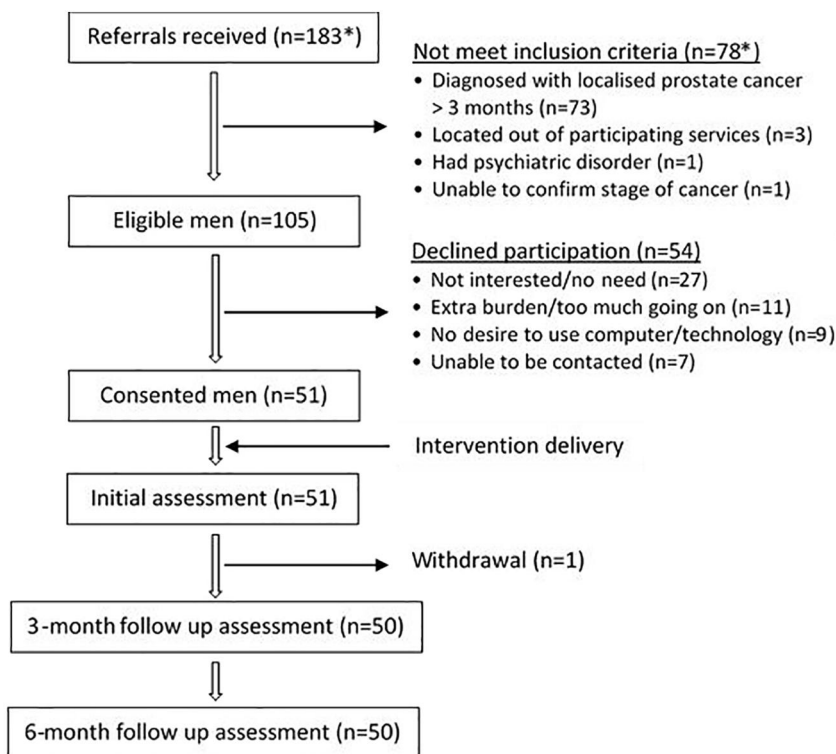 Referrals received (n=183*)
Not meet inclusion criteria (n=78*)
• Diagnosed with localised prostate cancer
> 3 months (n=73)
• Located out of participating services (n=3)
• Had psychiatric disorder (n=1)
• Unable to confirm stage of cancer (n=1)
Eligible men (n=105)
Declined participation (n=54)
• Not interested/no need (n=27)
• Extra burden/too much going on (n=11)
• No desire to use computer/technology (n=9)
• Unable to be contacted (n=7)
Consented men (n=51)
Intervention delivery
Initial assessment (n=51)
Withdrawal (n=1)
3-month follow up assessment (n=50)
6-month follow up assessment (n=50)